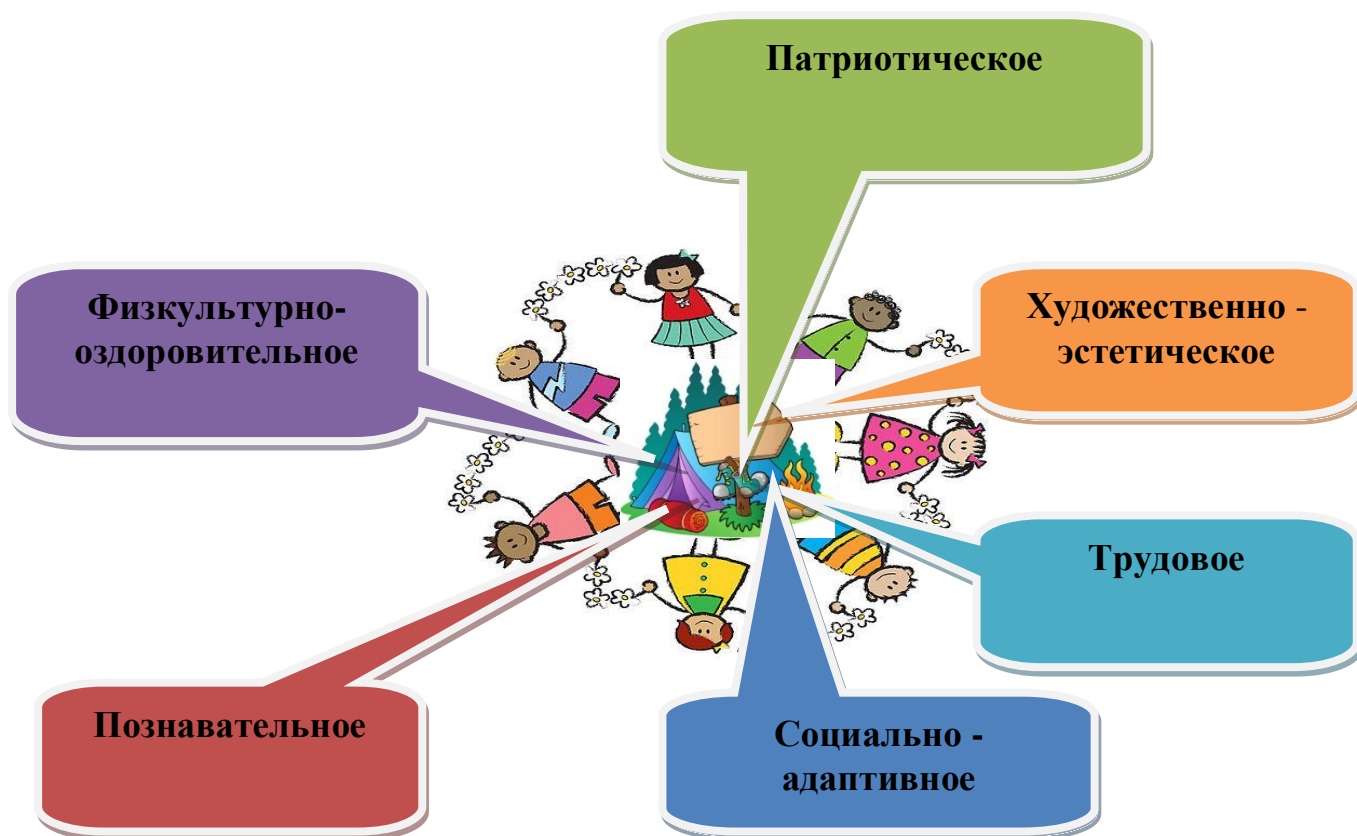 Патриотическое
Физкультурно-
оздоровительное
Художественно -
эстетическое
Трудовое
Познавательное
Социально -
адаптивное